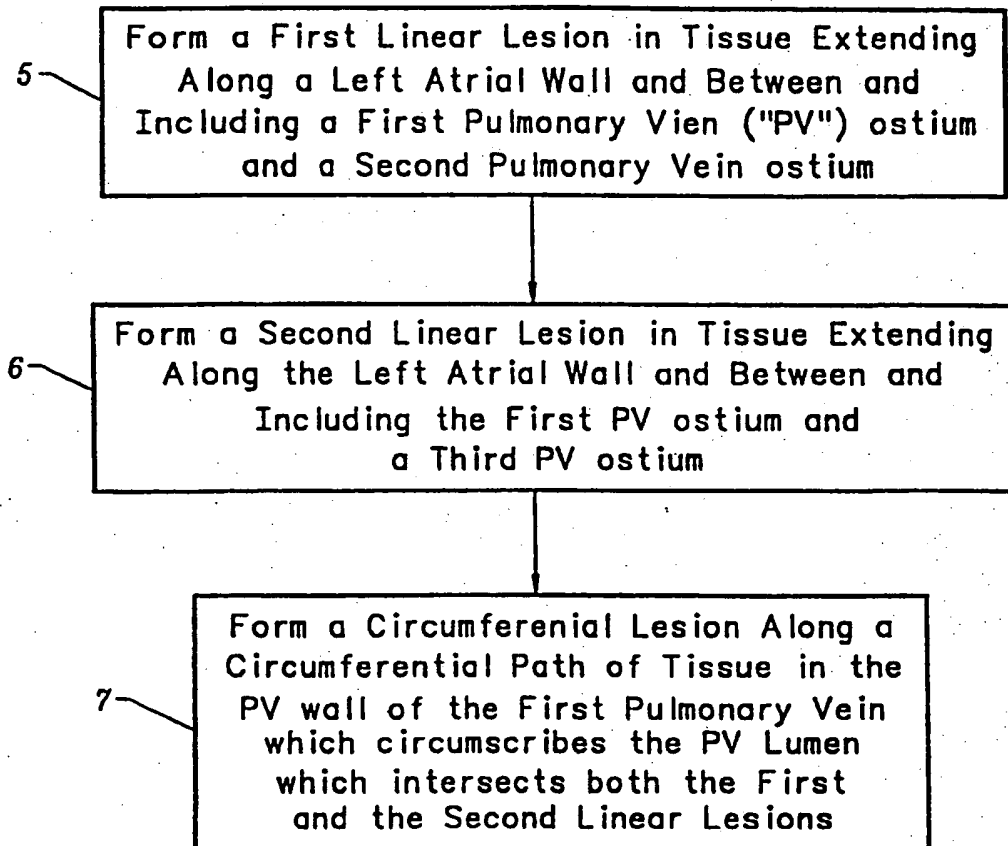 Form a First Linear Lesion in Tissue Extending
5
Along a Left Atrial Wall and Between and
Including a First Pulmonary Vien ("PV") ostium
and a Second Pulmonary Vein ostium
Form a Second Linear Lesion in Tissue Extending
6
Along the Left Atrial Wall and Between and
Including the First PV ostium and
a Third PV ostium
Form a Circumferenial Lesion Along a
Circumferential Path of Tissue in the
7
PV wall of the First Pulmonary Vein
which circumscribes the PV Lumen
which intersects both the First
and the Second Linear Lesions